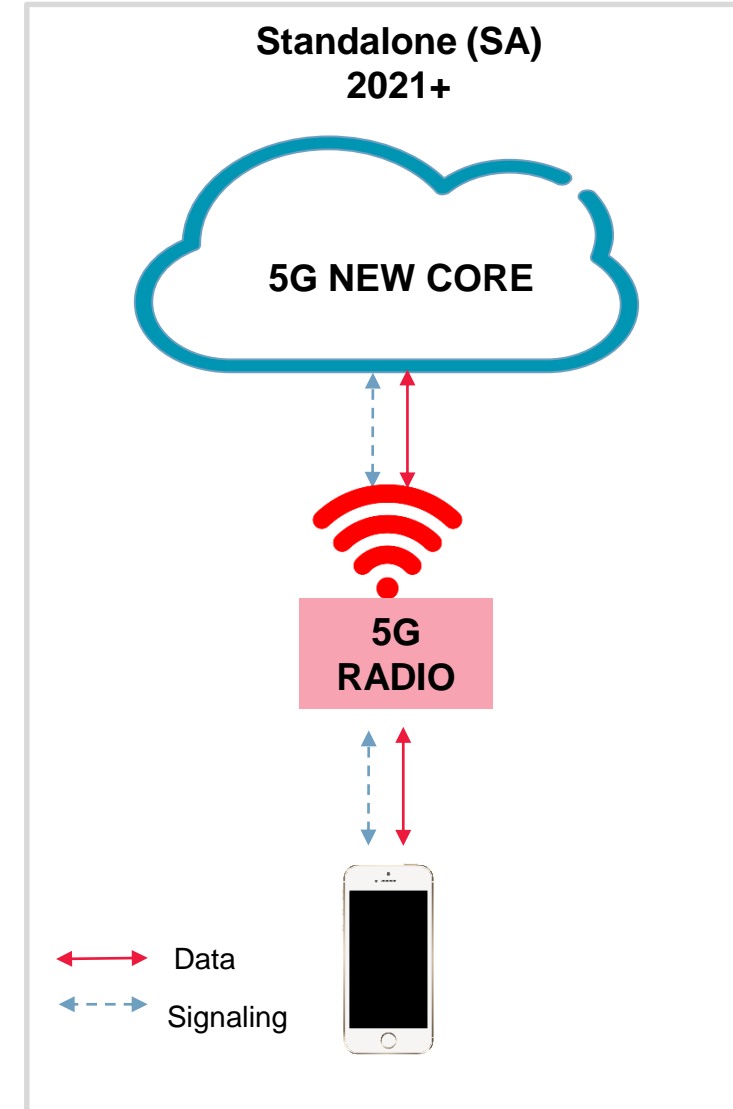 Standalone (SA)
2021+
5G NEW CORE
5G
RADIO
Data
Signaling